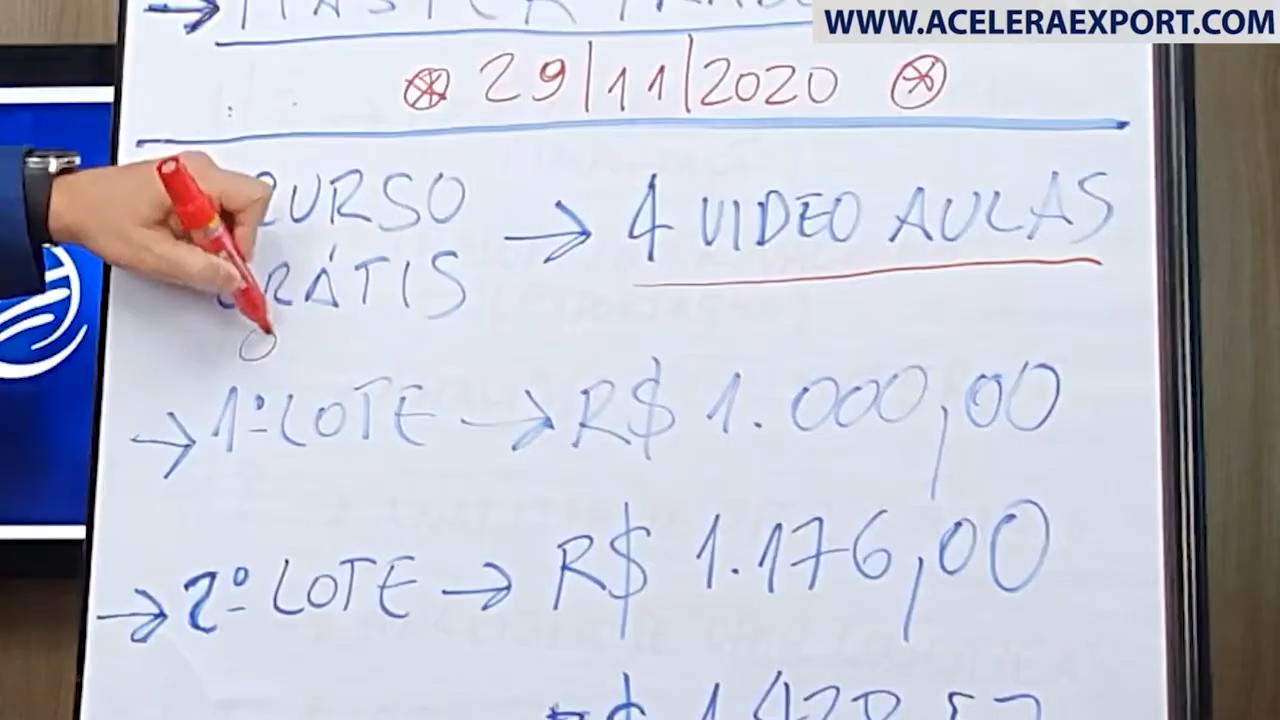 WWW.ACELERAEXPORT.COM
29/11/2020
CURSO GRÁTIS → 4 VIDEO AULAS
→ 1º LOTE → R$ 1.000,00
→ 2º LOTE → R$ 1.176,00